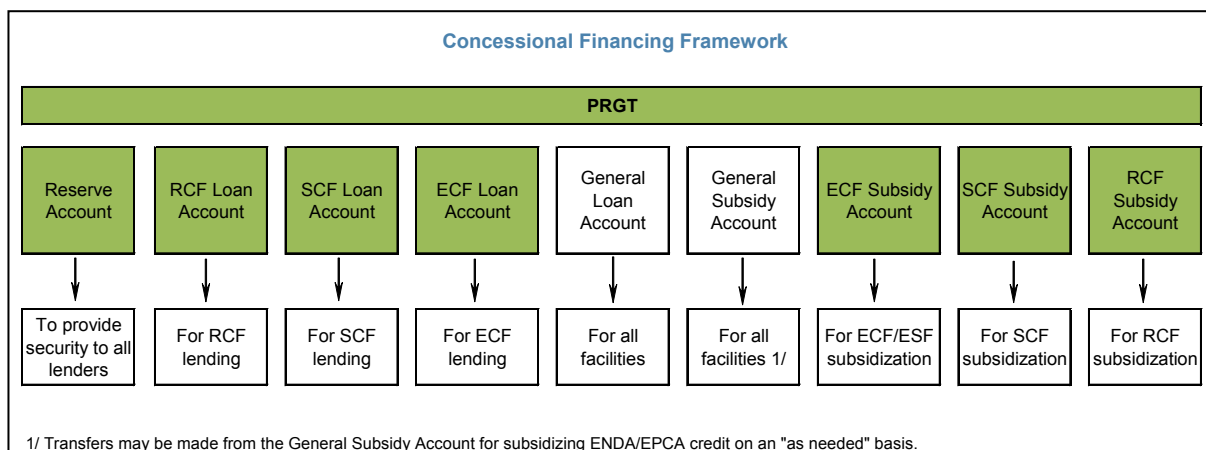 Concessional Financing Framework
PRGT
Reserve
Account
RCF Loan
Account
SCF Loan
Account
ECF Loan
Account
General
Loan
Account
General
Subsidy
Account
ECF Subsidy
Account
SCF Subsidy
Account
RCF
Subsidy
Account
To provide
security to all
lenders
For RCF
lending
For SCF
lending
For ECF
lending
For all
facilities
For all
facilities 1/
For ECF/ESF
subsidization
For SCF
subsidization
For RCF
subsidization
1/ Transfers may be made from the General Subsidy Account for subsidizing ENDA/EPCA credit on an "as needed" basis.